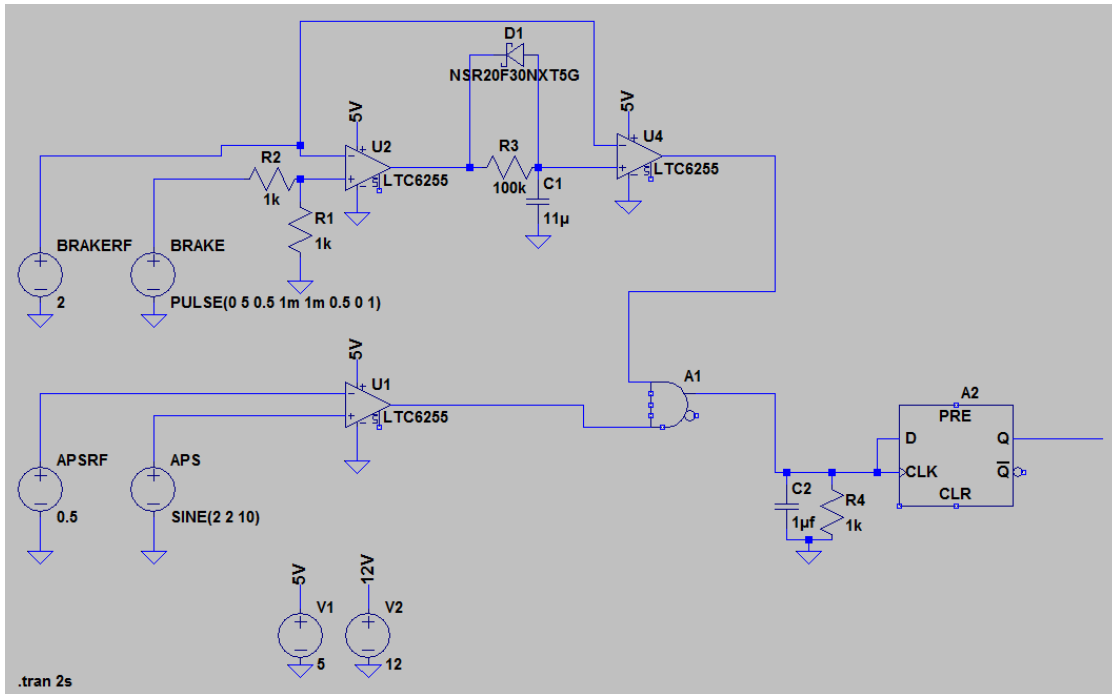 D1
NSR20F30NXT5G
5V
U2
LTC6255
R2
1k
R1
1k
R3
100k
C1
11µ
5V
U4
LTC6255
BRAKERF
2
BRAKE
PULSE(0 5 0.5 1m 1m 0.5 0 1)
5V
U1
LTC6255
APSRF
0.5
APS
SINE(2 2 10)
A1
A2
PRE
D
Q
CLK
Q
CLR
C2
1µf
R4
1k
5V
V1
5
12V
V2
12
.tran 2s